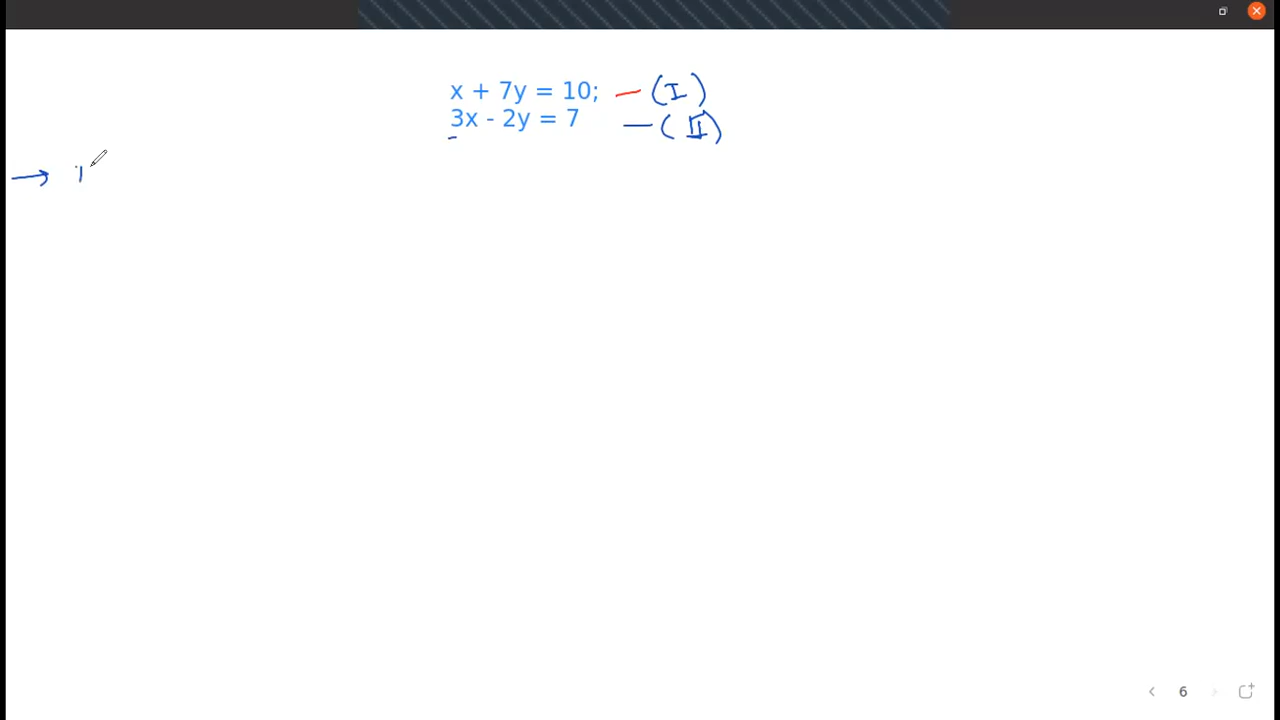 x + 7y = 10; — (I)
3x - 2y = 7 — (II)
→
6